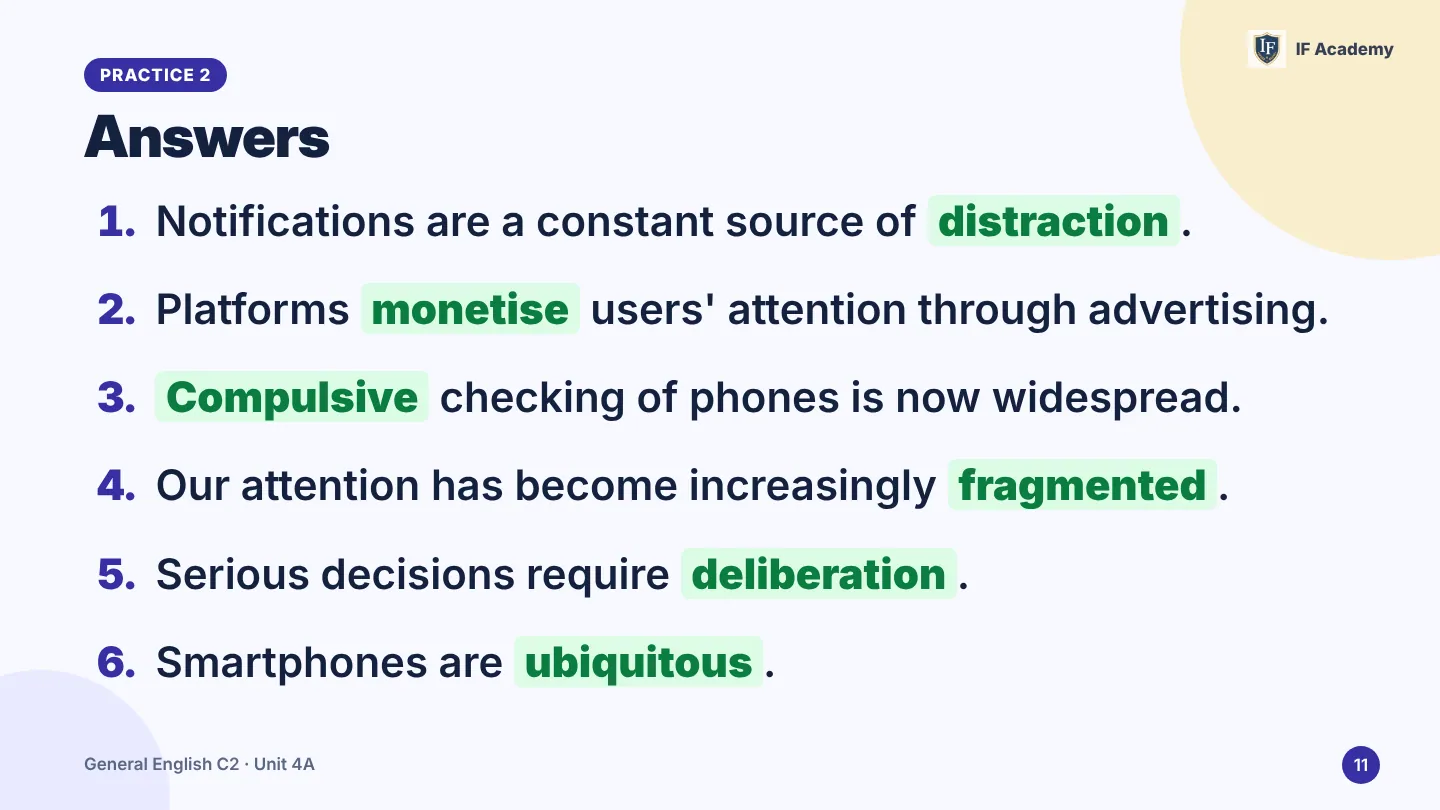 IF
IF Academy
PRACTICE 2
Answers
1. Notifications are a constant source of distraction.
2. Platforms monetise users' attention through advertising.
3. Compulsive checking of phones is now widespread.
4. Our attention has become increasingly fragmented.
5. Serious decisions require deliberation.
6. Smartphones are ubiquitous.
General English C2 · Unit 4A
11